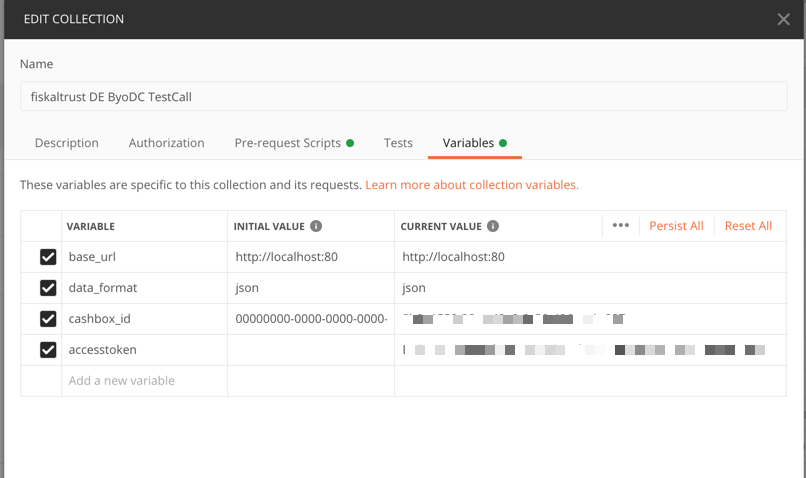 EDIT COLLECTION
Name
fiskaltrust DE ByoDC TestCall
Description Authorization Pre-request Scripts Tests Variables
These variables are specific to this collection and its requests. Learn more about collection variables.
VARIABLE INITIAL VALUE CURRENT VALUE Persist All Reset All
base_url http://localhost:80 http://localhost:80
data_format json json
cashbox_id 00000000-0000-0000-0000-
accesstoken
Add a new variable